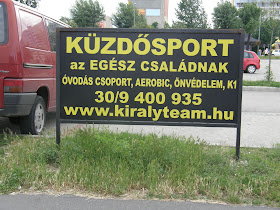 KÜZDŐSPORT
az EGÉSZ CSALÁDNAK
ÓVODÁS CSOPORT, AEROBIC, ÖNVÉDELEM, K1
30/9 400 935
www.kiralyteam.hu